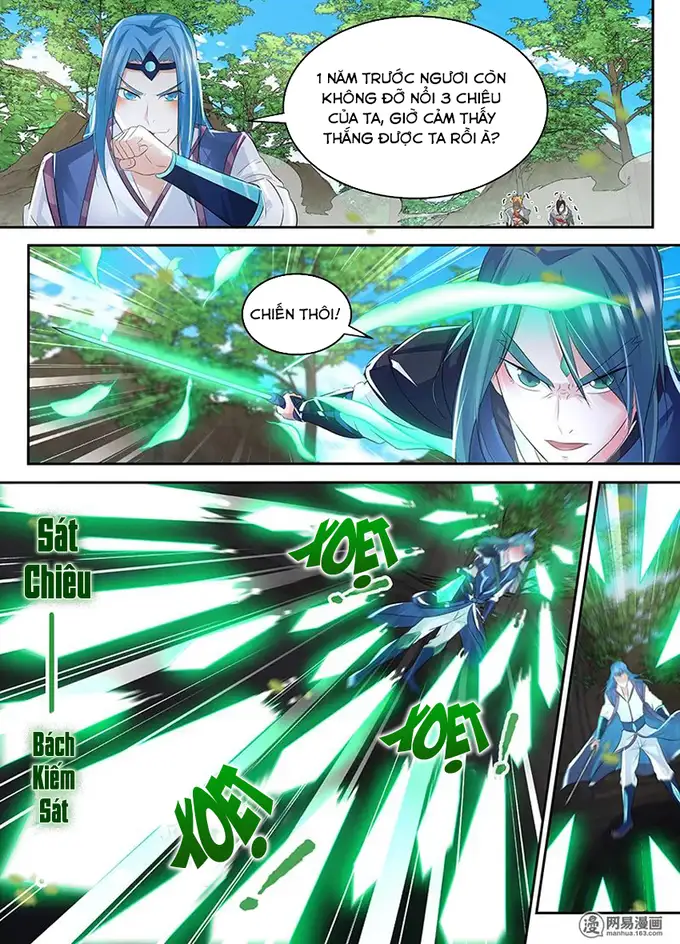 1 NĂM TRƯỚC NGƯƠI CÒN
KHÔNG ĐỠ NỔI 3 CHIÊU
CỦA TA, GIỜ CẢM THẤY
THẮNG ĐƯỢC TA RỒI À?
CHIẾN THÔI!
Sát
Chiêu
Bách
Kiếm
Sát
XOẸT
XOẸT!
XOẸT!
网易漫画
manhua.163.com